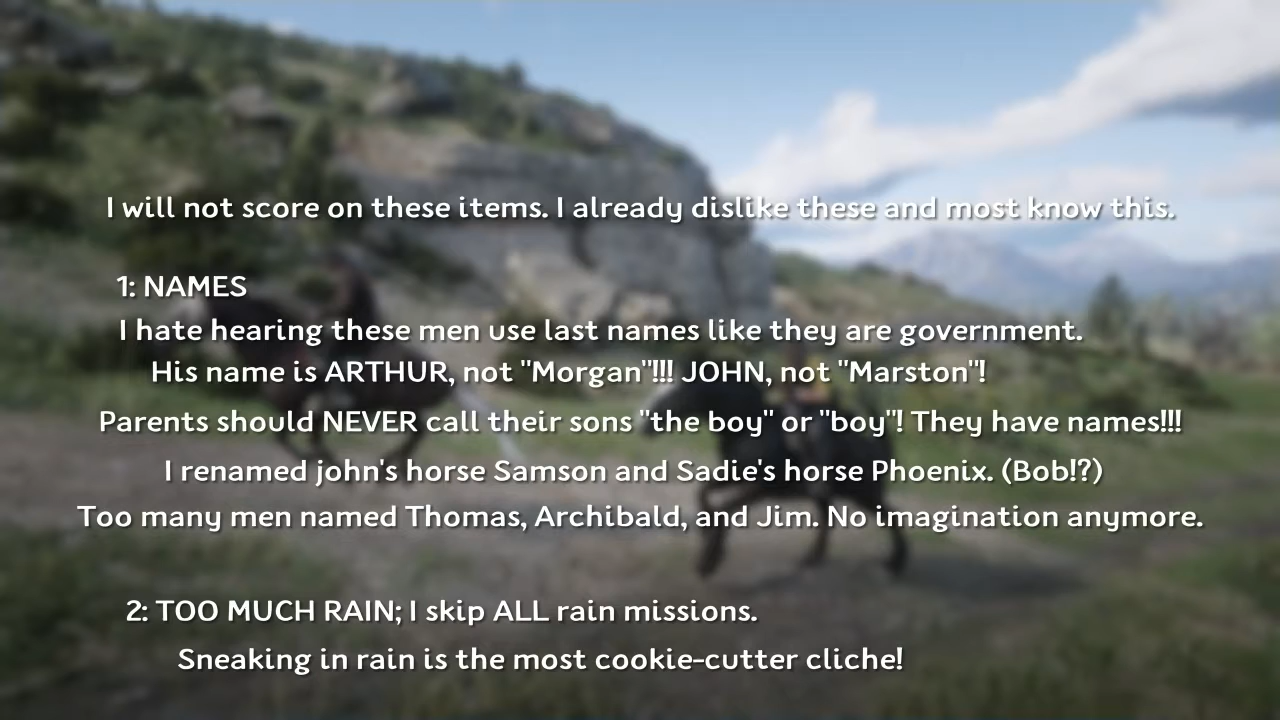 I will not score on these items. I already dislike these and most know this.
1: NAMES
I hate hearing these men use last names like they are government.
His name is ARTHUR, not "Morgan"!!! JOHN, not "Marston"!
Parents should NEVER call their sons "the boy" or "boy"! They have names!!!
I renamed john's horse Samson and Sadie's horse Phoenix. (Bob!?)
Too many men named Thomas, Archibald, and Jim. No imagination anymore.
2: TOO MUCH RAIN; I skip ALL rain missions.
Sneaking in rain is the most cookie-cutter cliche!